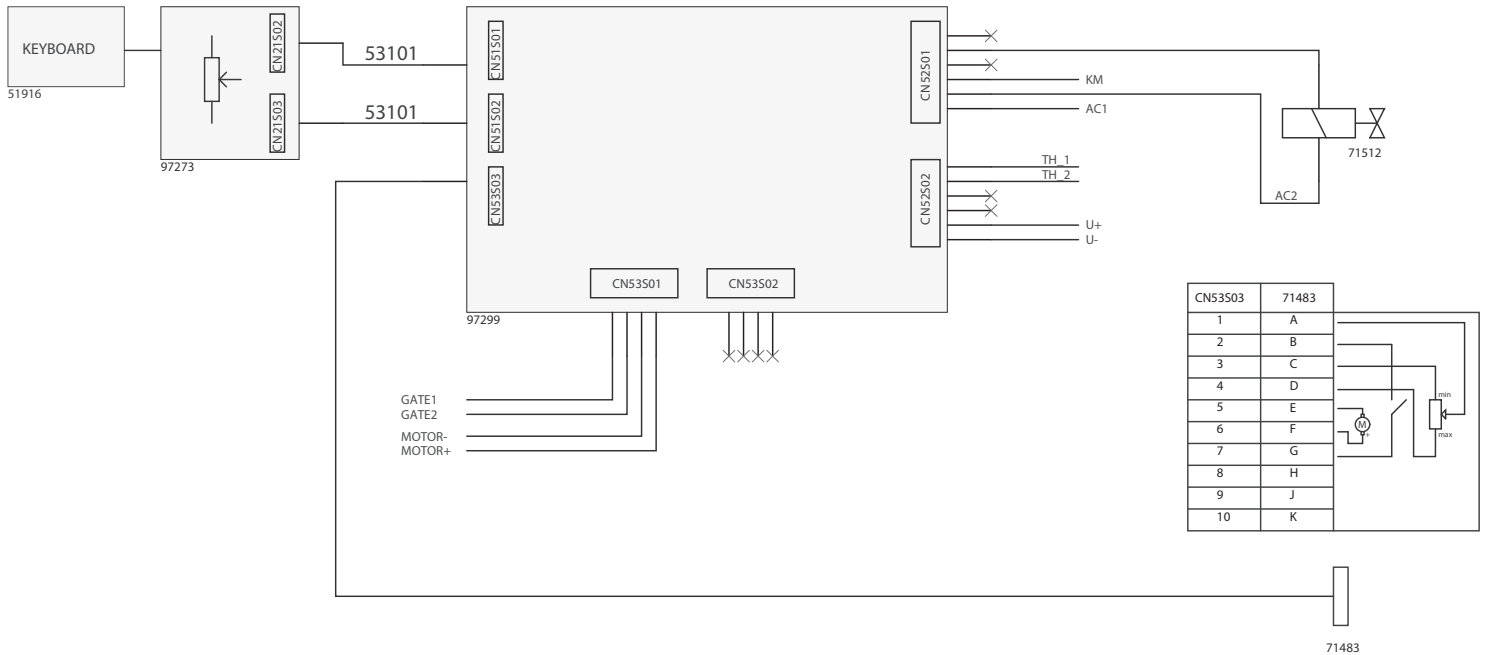 KEYBOARD
51916
CN21S02
CN21S03
97273
53101
53101
CN51S01
CN51S02
CN53S03
CN52S01
CN52S02
CN53S01
CN53S02
97299
KM
AC1
TH_1
TH_2
U+
U-
AC2
71512
GATE1
GATE2
MOTOR-
MOTOR+
CN53S03 71483
1 A
2 B
3 C
4 D
5 E
6 F
7 G
8 H
9 J
10 K
min
M
+
max
71483